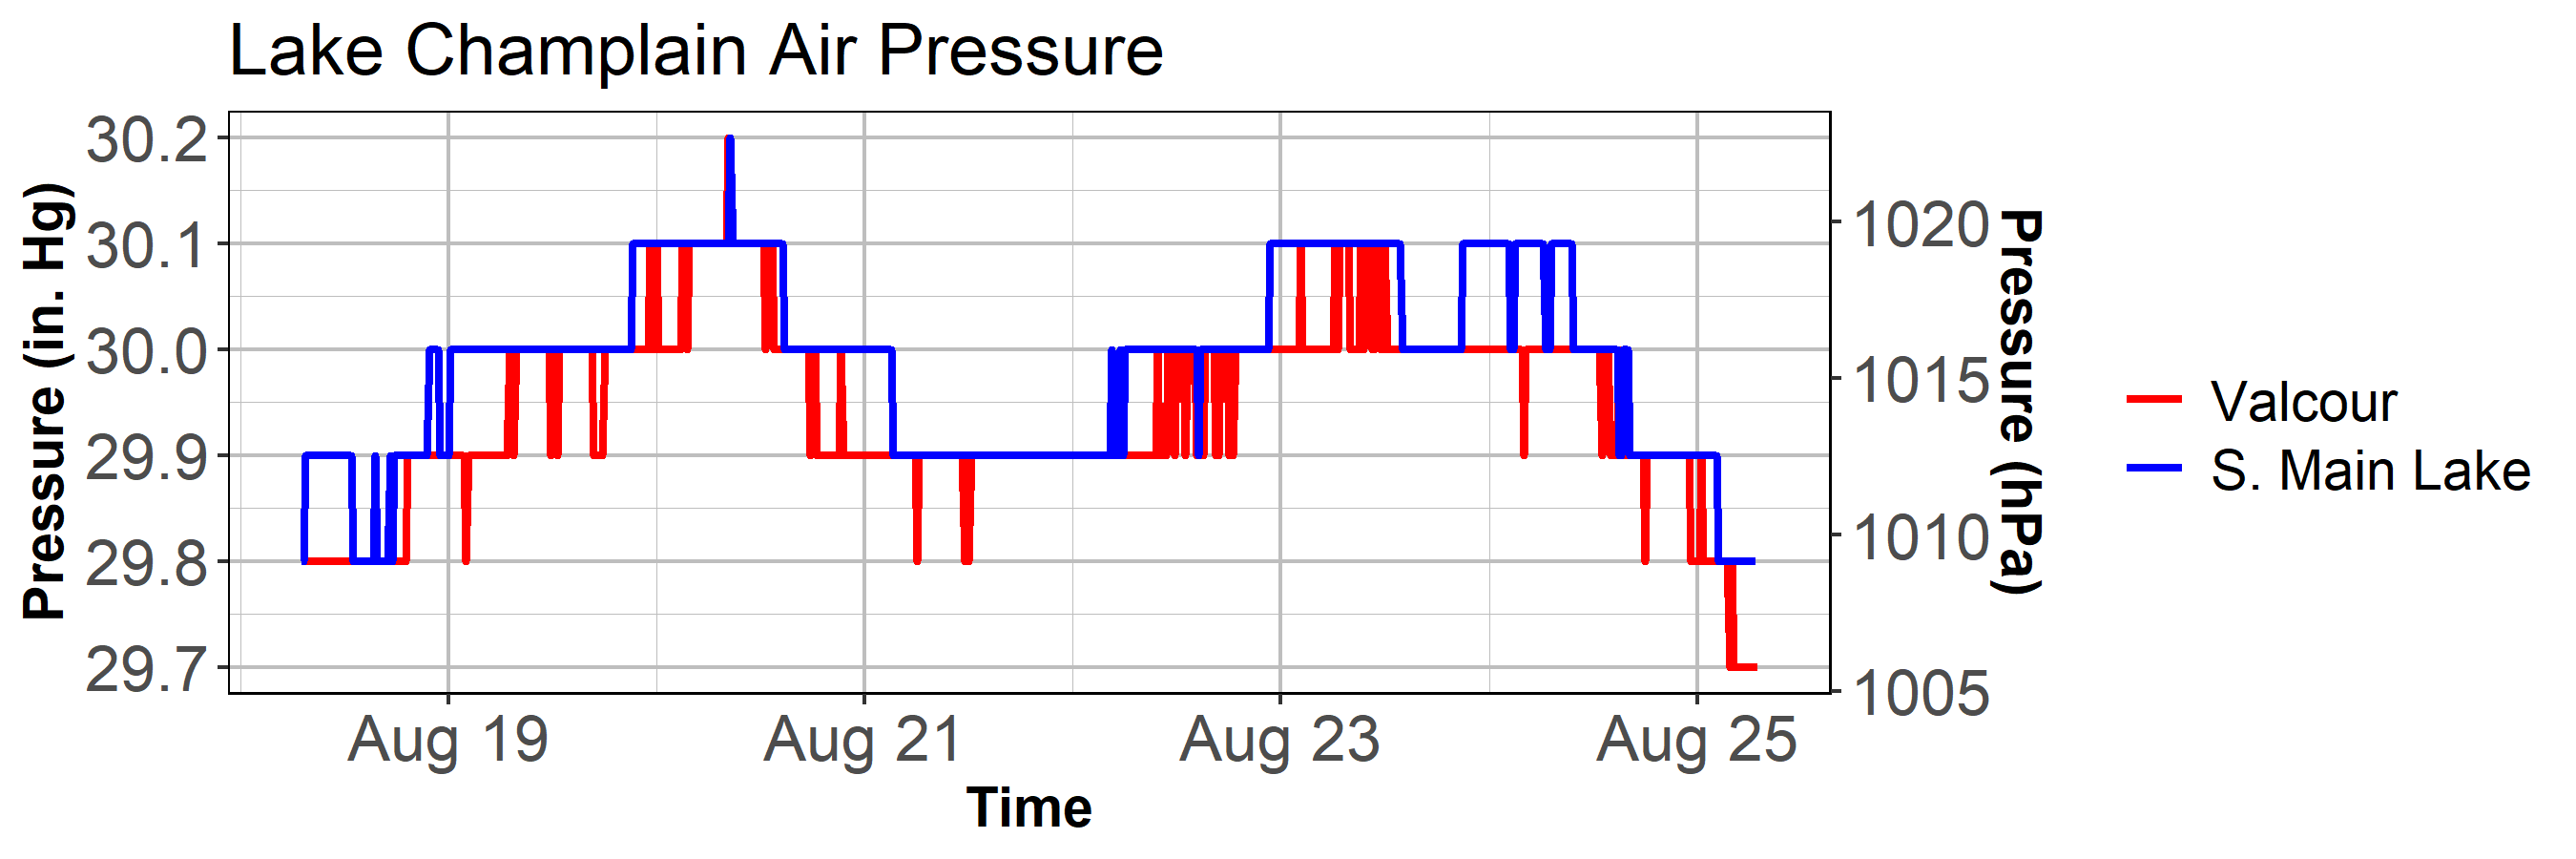 Lake Champlain Air Pressure
Pressure (in. Hg)
30.2
30.1
30.0
29.9
29.8
29.7
Aug 19
Aug 21
Aug 23
Aug 25
Time
1020
1015
1010
1005
Pressure (hPa)
Valcour
S. Main Lake